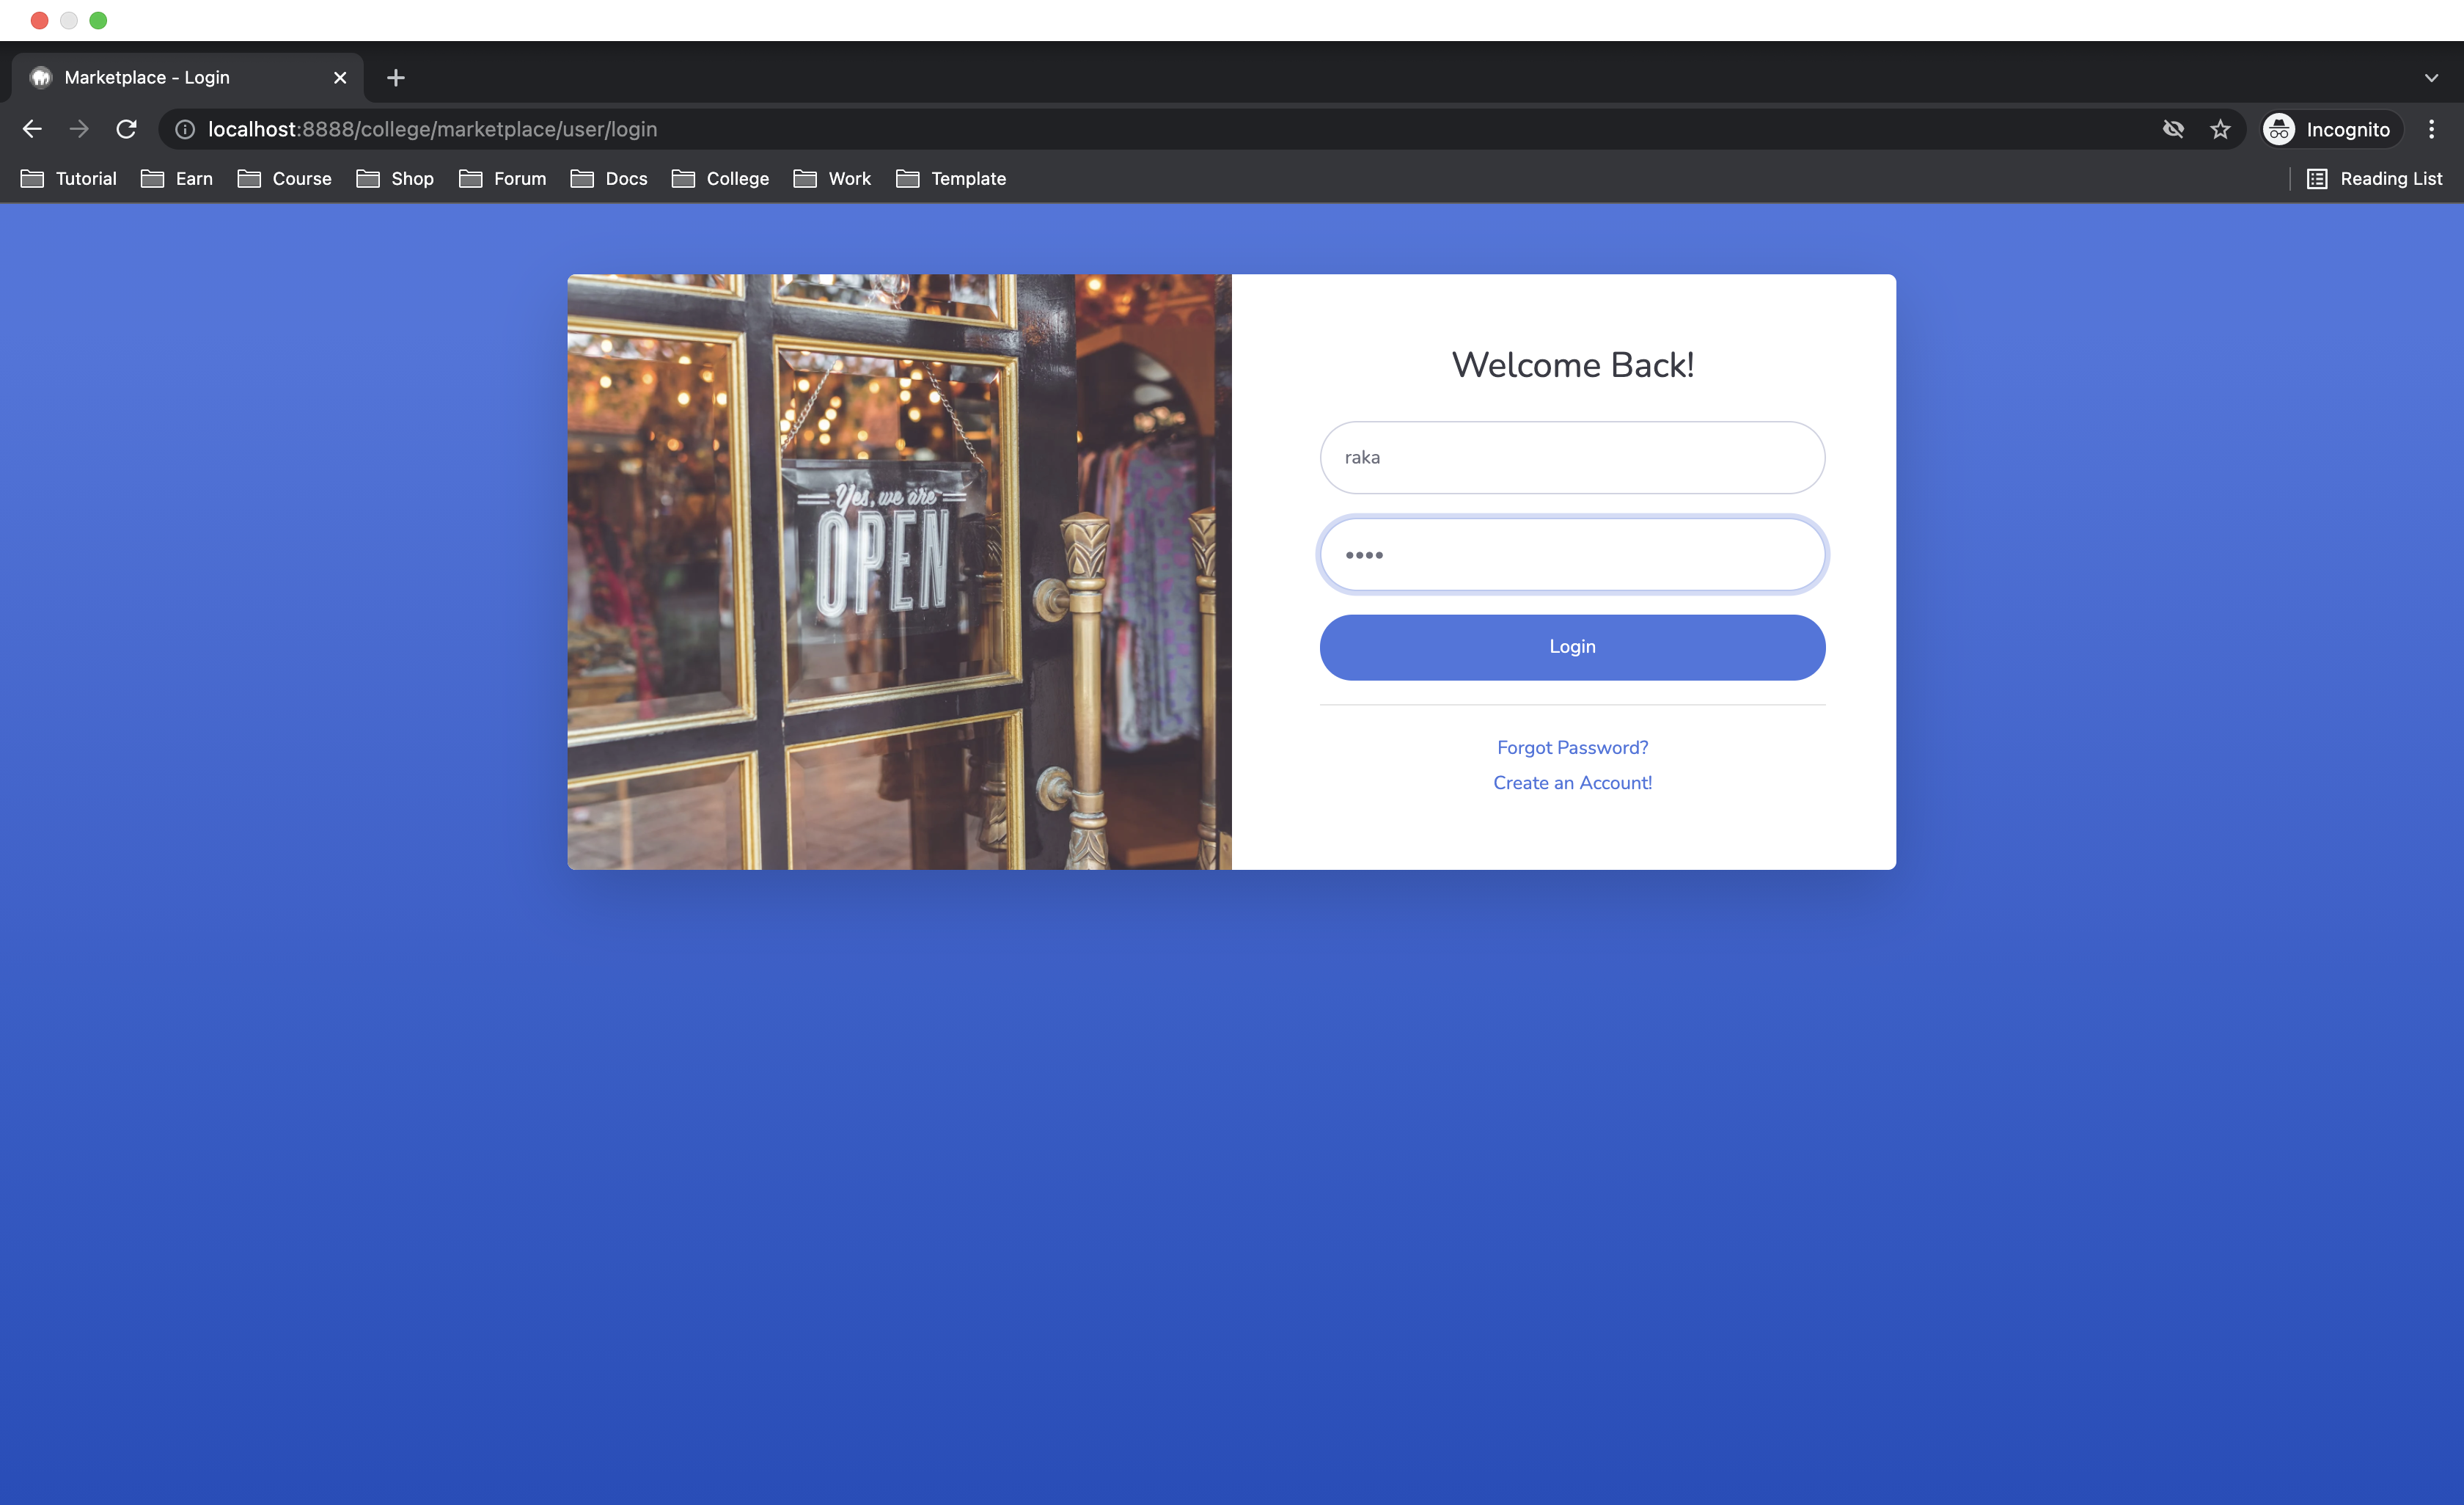 Marketplace - Login
localhost:8888/college/marketplace/user/login
Incognito
Tutorial Earn Course Shop Forum Docs College Work Template Reading List
Yes, we are
OPEN
Welcome Back!
raka
••••
Login
Forgot Password?
Create an Account!